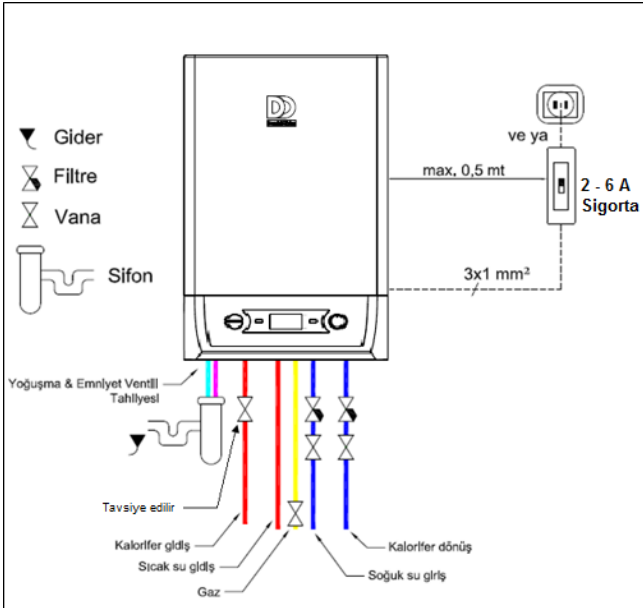 Gider
Filtre
Vana
Sifon
ve ya
max, 0,5 mt
2 - 6 A
Sigorta
3x1 mm²
Yoğuşma & Emniyet Ventili
Tahliyesi
Tavsiye edilir
Kalorifer gidiş
Sıcak su gidiş
Gaz
Kalorifer dönüş
Soğuk su giriş